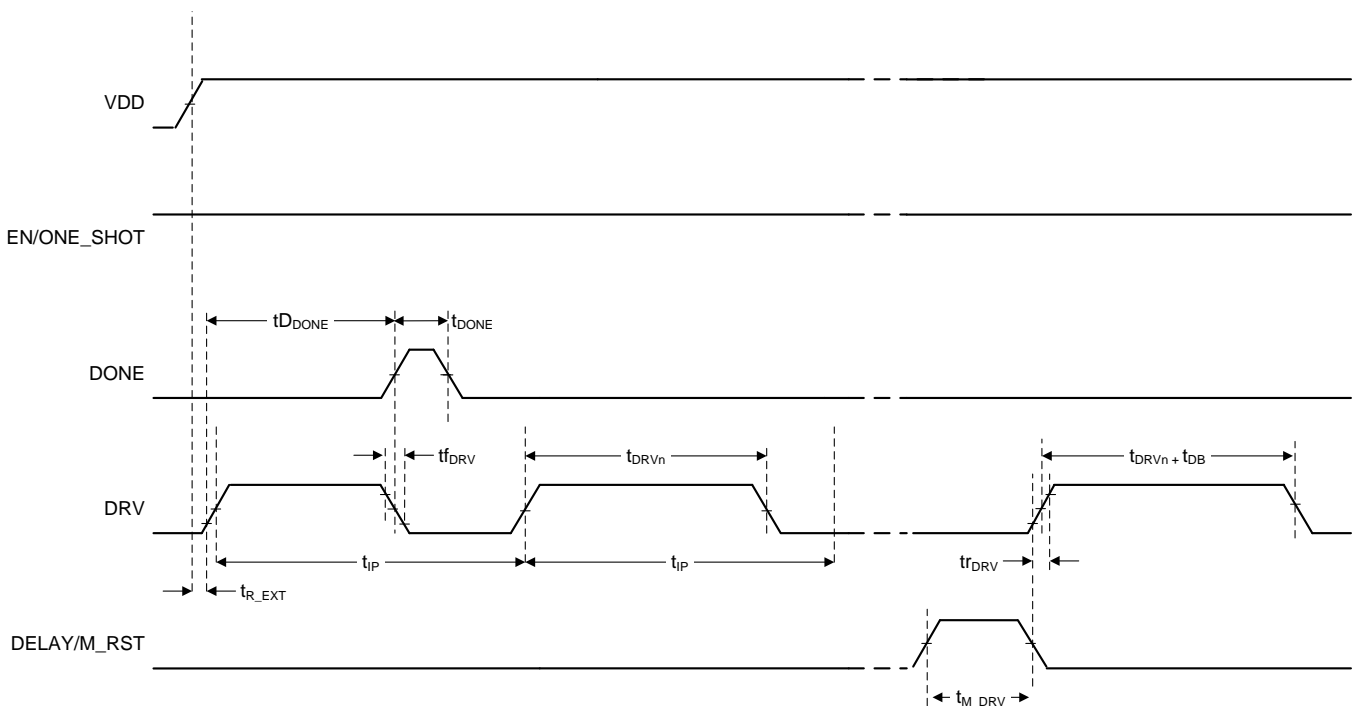 VDD
EN/ONE_SHOT
tD_DONE
t_DONE
DONE
tf_DRV
t_DRVn
t_DRVn + t_DB
DRV
t_IP
t_IP
tr_DRV
t_R_EXT
DELAY/M_RST
t_M_DRV